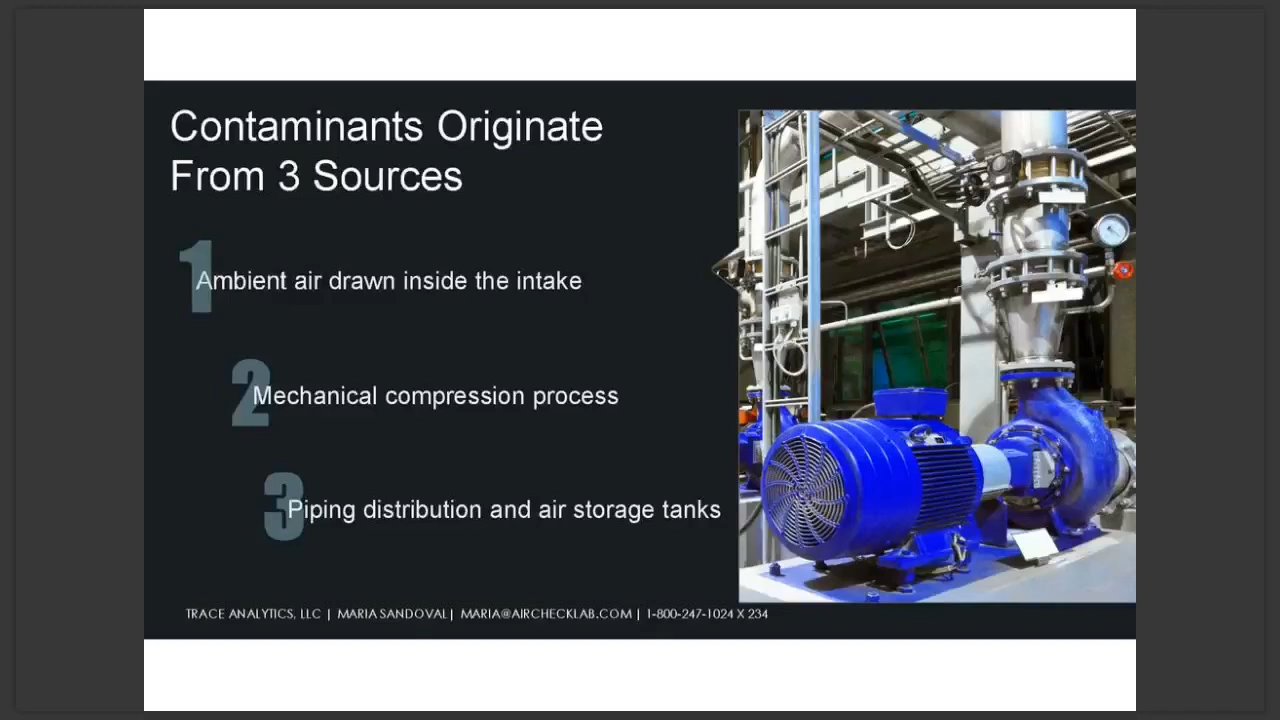 Contaminants Originate
From 3 Sources
1 Ambient air drawn inside the intake
2 Mechanical compression process
3 Piping distribution and air storage tanks
TRACE ANALYTICS, LLC | MARIA SANDOVAL| MARIA@AIRCHECKLAB.COM | 1-800-247-1024 X 234